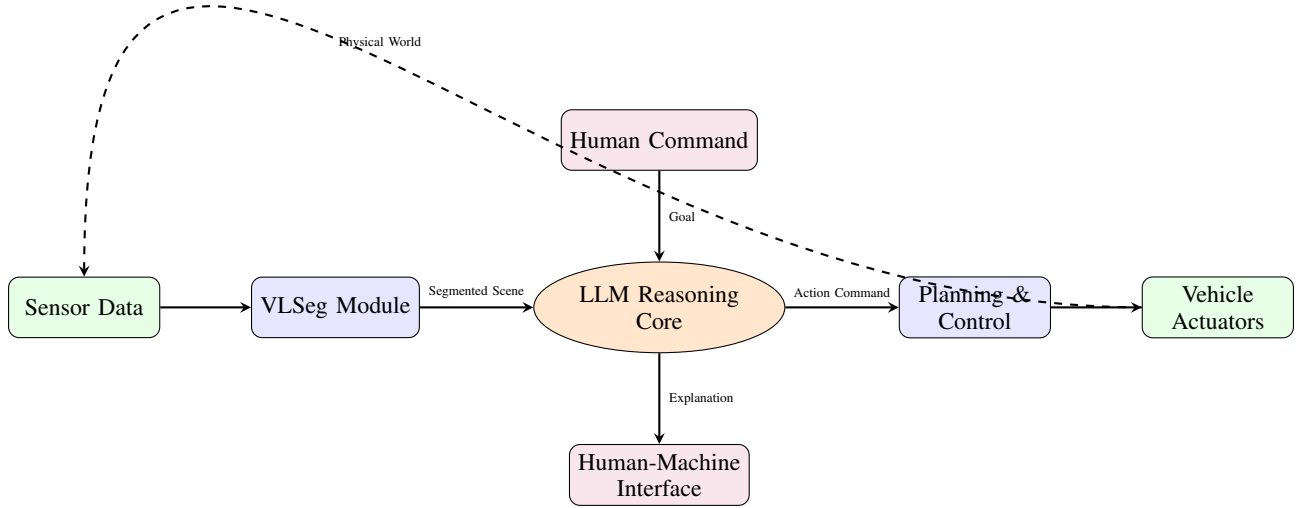 Physical World
Human Command
Goal
Sensor Data
VLSeg Module
Segmented Scene
LLM Reasoning
Core
Action Command
Planning &
Control
Vehicle
Actuators
Explanation
Human-Machine
Interface